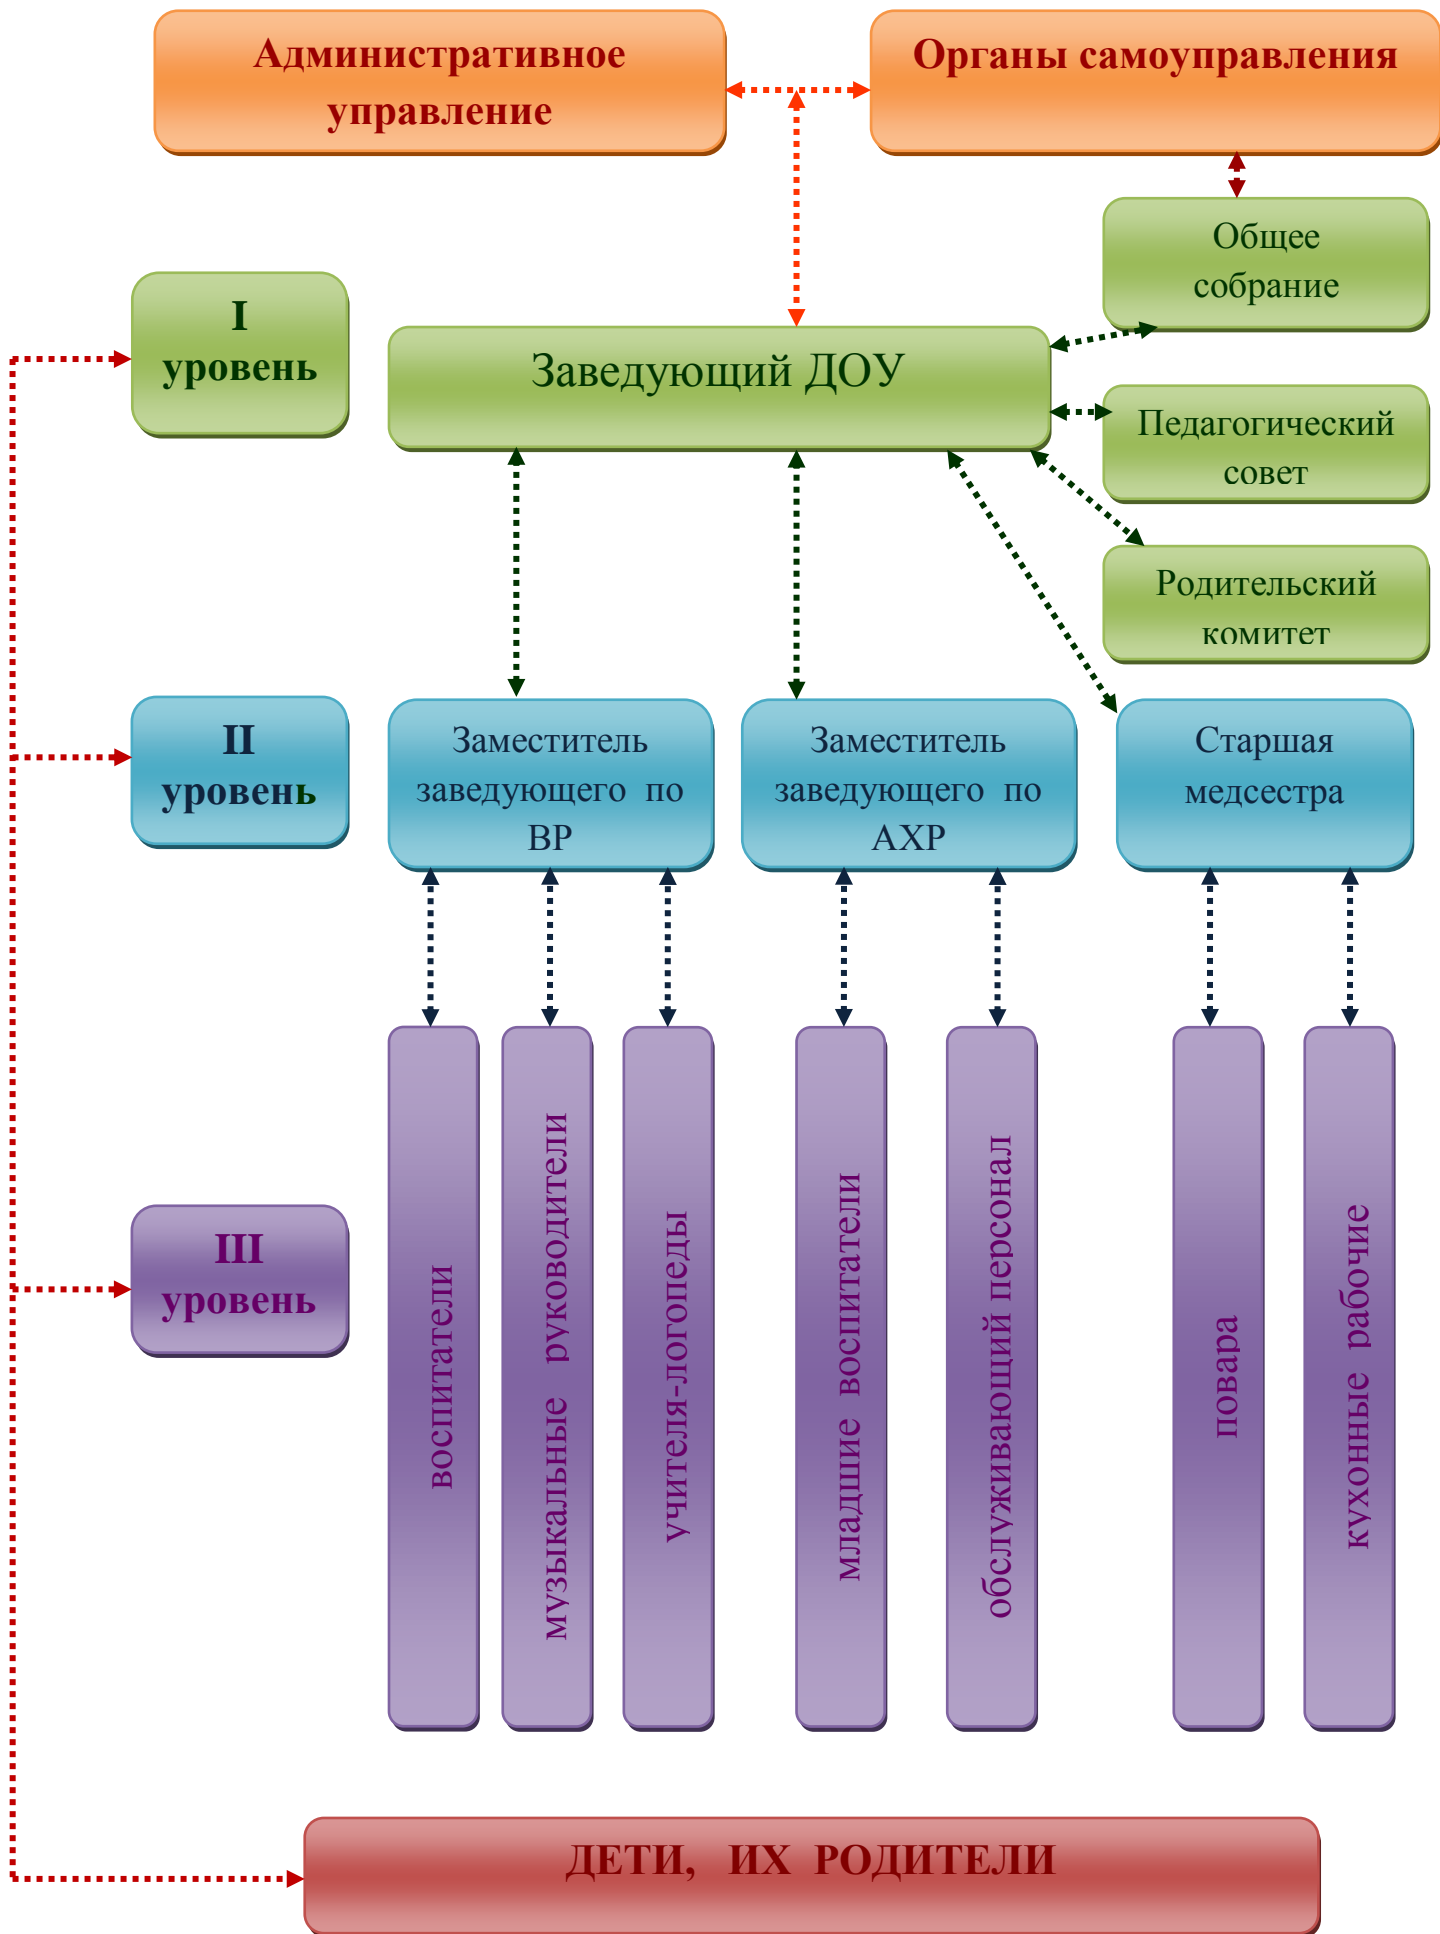 Административное
управление
Органы самоуправления
Общее
собрание
I
уровень
Заведующий ДОУ
Педагогический
совет
Родительский
комитет
II
уровень
Заместитель
заведующего по
ВР
Заместитель
заведующего по
АХР
Старшая
медсестра
III
уровень
воспитатели
музыкальные руководители
учителя-логопеды
младшие воспитатели
обслуживающий персонал
повара
кухонные рабочие
ДЕТИ, ИХ РОДИТЕЛИ